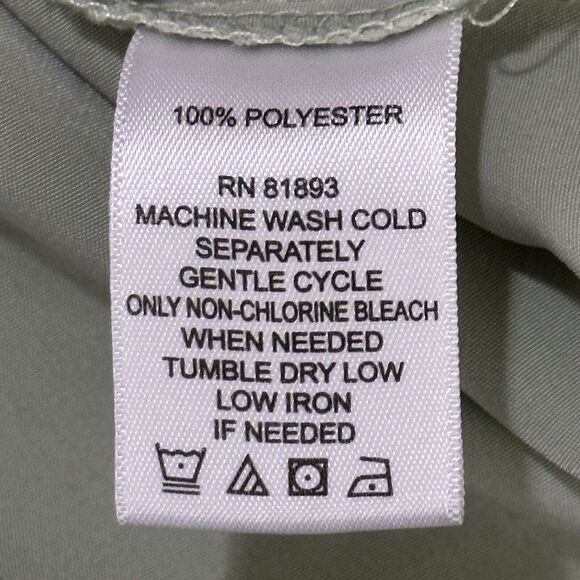 100% POLYESTER
RN 81893
MACHINE WASH COLD
SEPARATELY
GENTLE CYCLE
ONLY NON-CHLORINE BLEACH
WHEN NEEDED
TUMBLE DRY LOW
LOW IRON
IF NEEDED